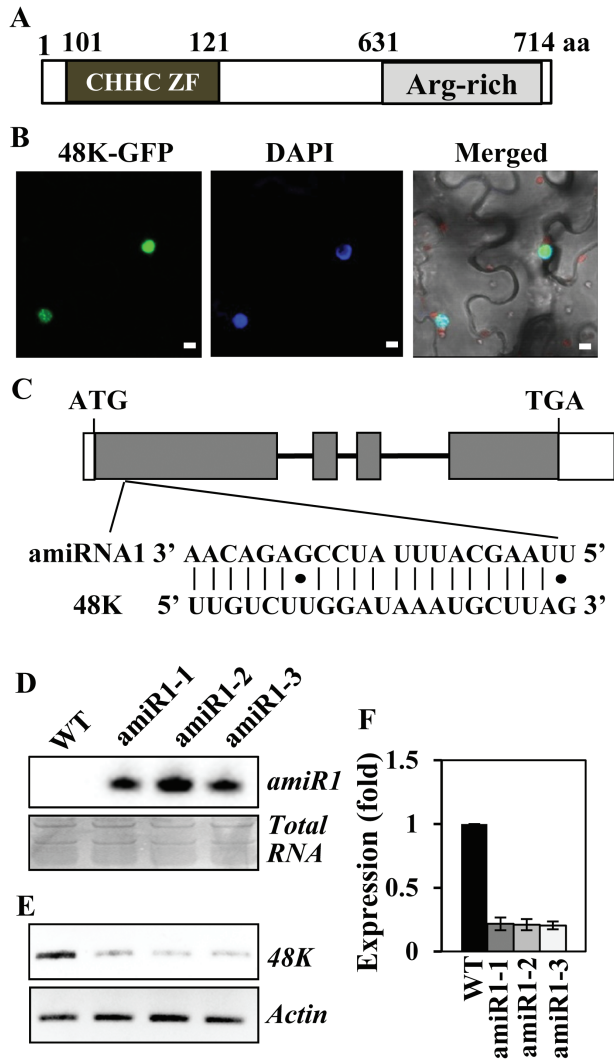 A
1 101 121 631 714 aa
CHHC ZF Arg-rich
B
48K-GFP DAPI Merged
C
ATG TGA
amiRNA1 3’ AACAGAGCCUA UUUACGAAUU 5’
48K 5’ UUGUCUUGGAUAAAUGCUUAG 3’
D
WT amiR1-1 amiR1-2 amiR1-3
amiR1
Total
RNA
E
48K
Actin
F
Expression (fold)
1.5
1
0.5
0
WT amiR1-1 amiR1-2 amiR1-3